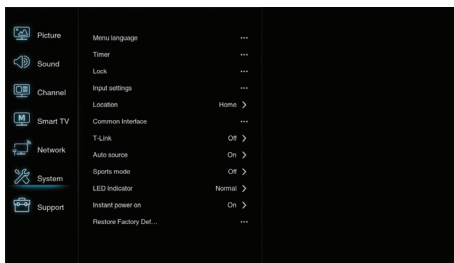 Picture
Sound
Channel
M
Smart TV
Network
System
Support
Menu language ...
Timer ...
Lock ...
Input settings ...
Location Home >
Common Interface ...
T-Link Off >
Auto source On >
Sports mode Off >
LED Indicator Normal >
Instant power on On >
Restore Factory Def... ...